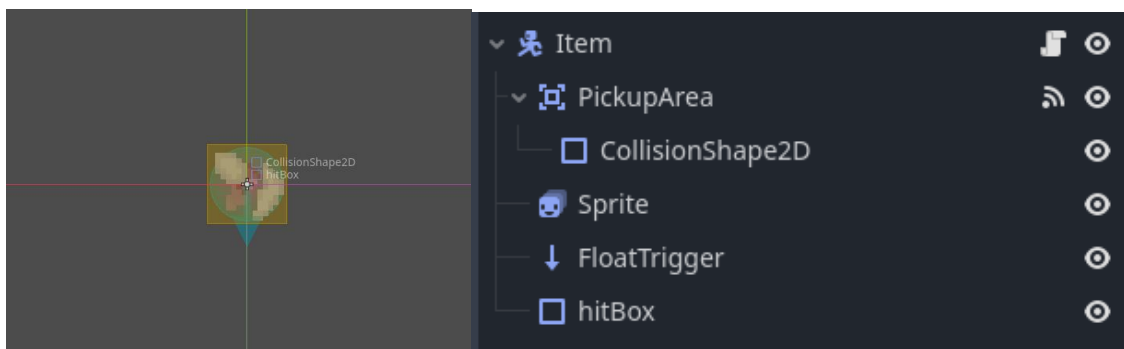 CollisionShape2D
hitBox
Item
PickupArea
CollisionShape2D
Sprite
FloatTrigger
hitBox